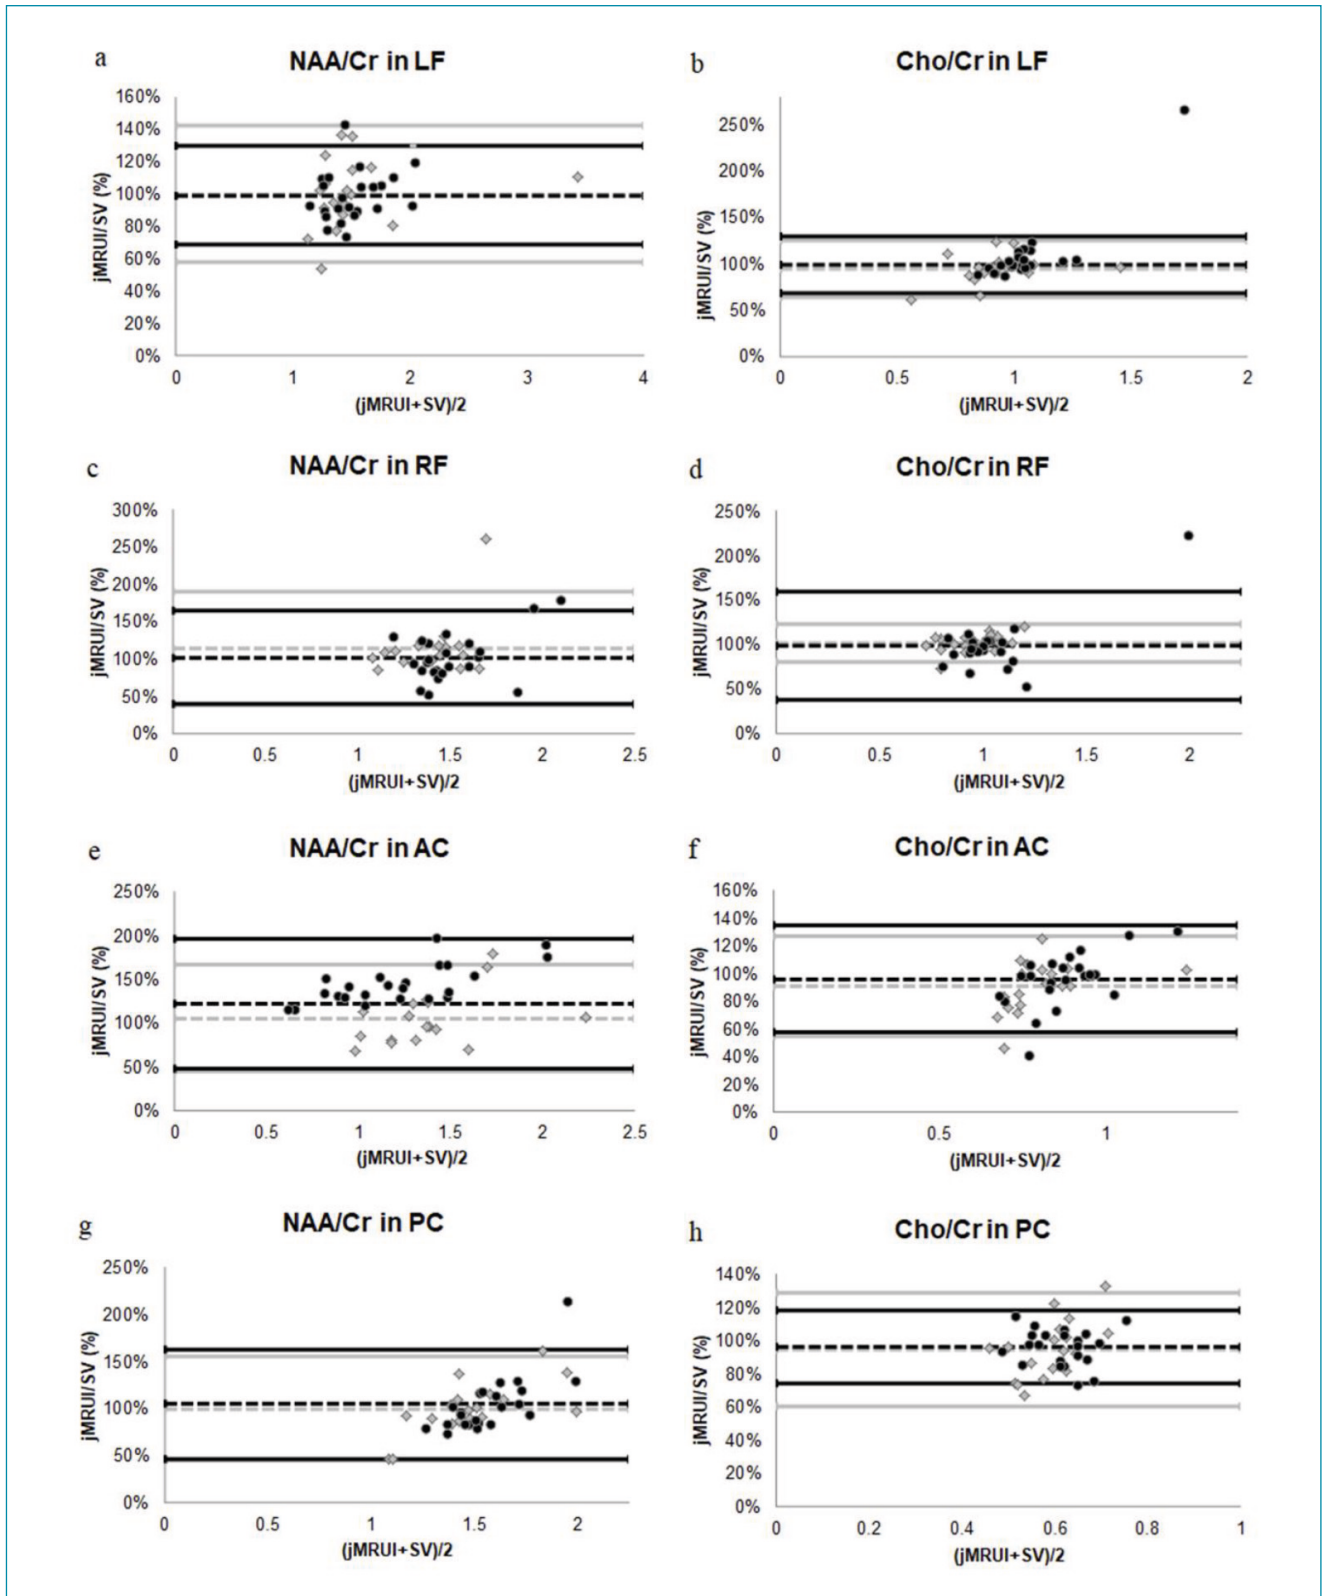 a
NAA/Cr in LF
jMRUI/SV (%)
160%
140%
120%
100%
80%
60%
40%
20%
0%
0 1 2 3 4
(jMRUI+SV)/2
b
Cho/Cr in LF
jMRUI/SV (%)
250%
200%
150%
100%
50%
0%
0 0.5 1 1.5 2
(jMRUI+SV)/2
c
NAA/Cr in RF
jMRUI/SV (%)
300%
250%
200%
150%
100%
50%
0%
0 0.5 1 1.5 2 2.5
(jMRUI+SV)/2
d
Cho/Cr in RF
jMRUI/SV (%)
250%
200%
150%
100%
50%
0%
0 0.5 1 1.5 2
(jMRUI+SV)/2
e
NAA/Cr in AC
jMRUI/SV (%)
250%
200%
150%
100%
50%
0%
0 0.5 1 1.5 2 2.5
(jMRUI+SV)/2
f
Cho/Cr in AC
jMRUI/SV (%)
160%
140%
120%
100%
80%
60%
40%
20%
0%
0 0.5 1
(jMRUI+SV)/2
g
NAA/Cr in PC
jMRUI/SV (%)
250%
200%
150%
100%
50%
0%
0 0.5 1 1.5 2
(jMRUI+SV)/2
h
Cho/Cr in PC
jMRUI/SV (%)
140%
120%
100%
80%
60%
40%
20%
0%
0 0.2 0.4 0.6 0.8 1
(jMRUI+SV)/2